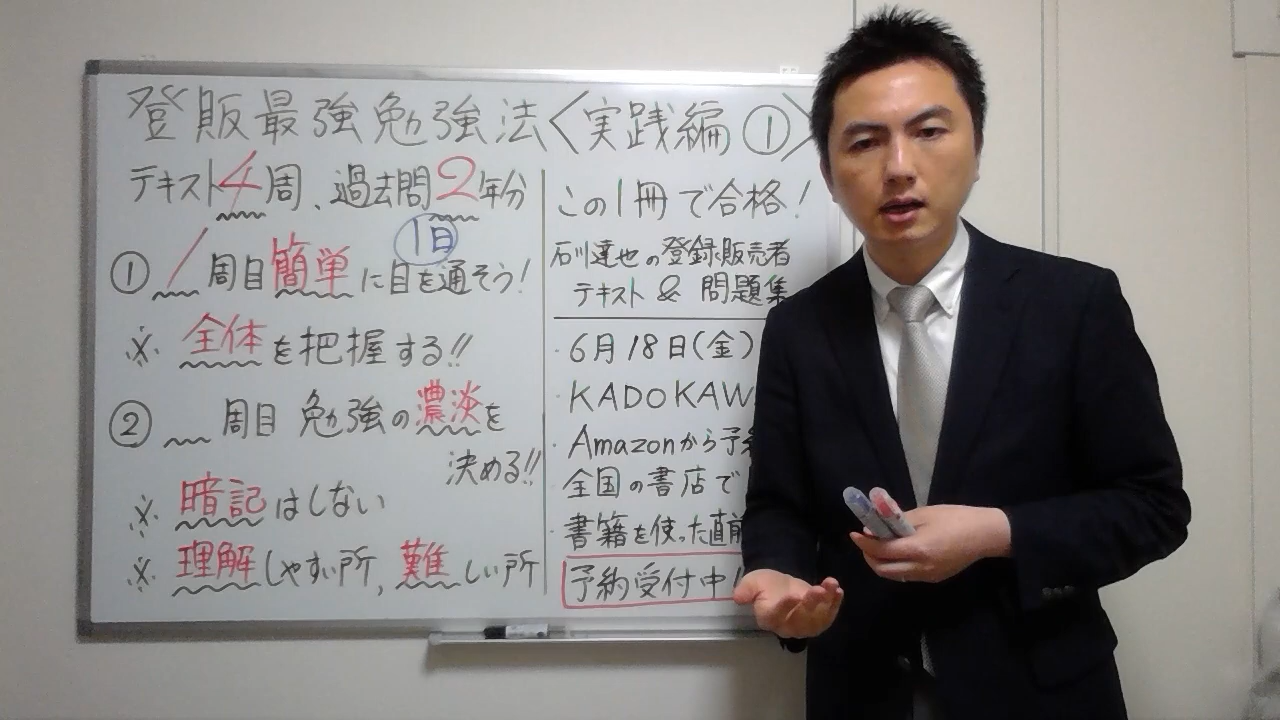 登販最強勉強法〈実践編①〉
テキスト4周、過去問2年分
1日
① 1周目簡単に目を通そう!
※ 全体を把握する!!
② 周目 勉強の濃淡を
決める!!
※ 暗記はしない
※ 理解しやすい所、難しい所
この1冊で合格!
石川達也の登録販売者
テキスト & 問題集
・6月18日(金)
KADOKAW
・Amazonから予約
全国の書店で
・書籍を使った直前
予約受付中!